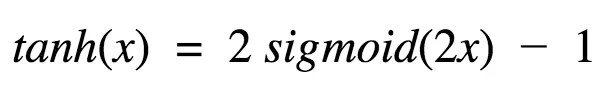 tanh(x) = 2 sigmoid(2x) − 1